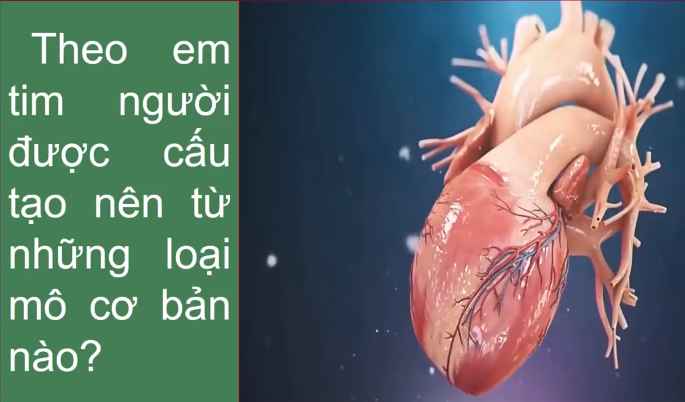 Theo em
tim người
được cấu
tạo nên từ
những loại
mô cơ bản
nào?